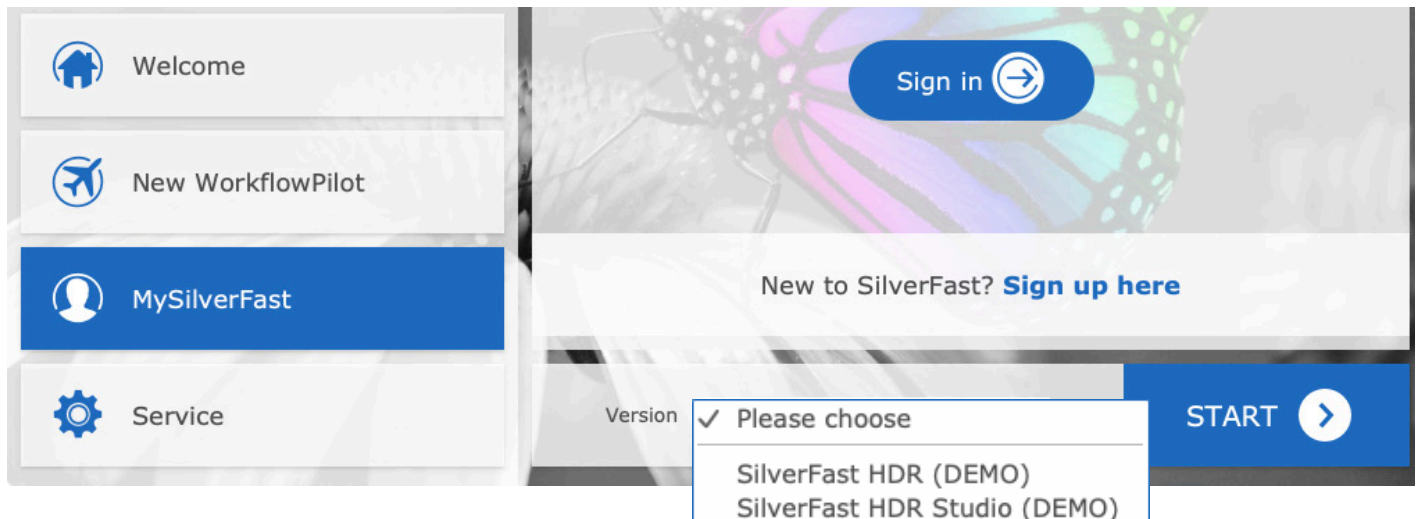 Welcome
New WorkflowPilot
MySilverFast
Service
Sign in
New to SilverFast? Sign up here
Version
✓ Please choose
SilverFast HDR (DEMO)
SilverFast HDR Studio (DEMO)
START